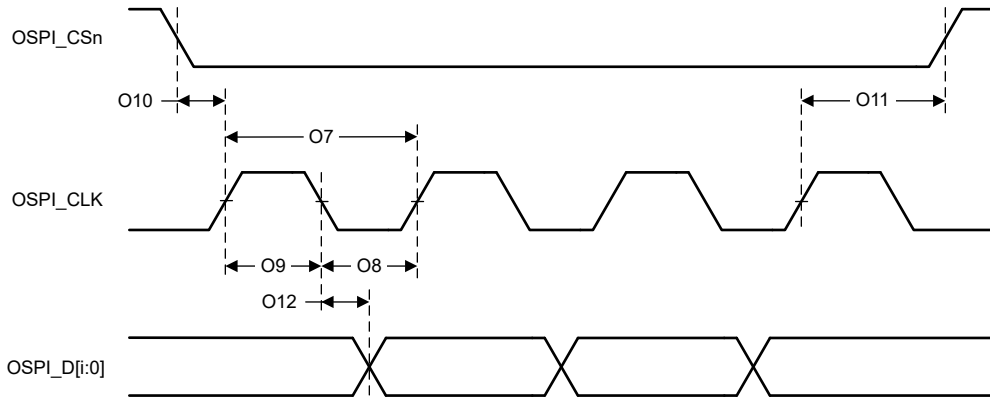 OSPI_CSn
O10
O11
O7
OSPI_CLK
O9
O8
O12
OSPI_D[i:0]